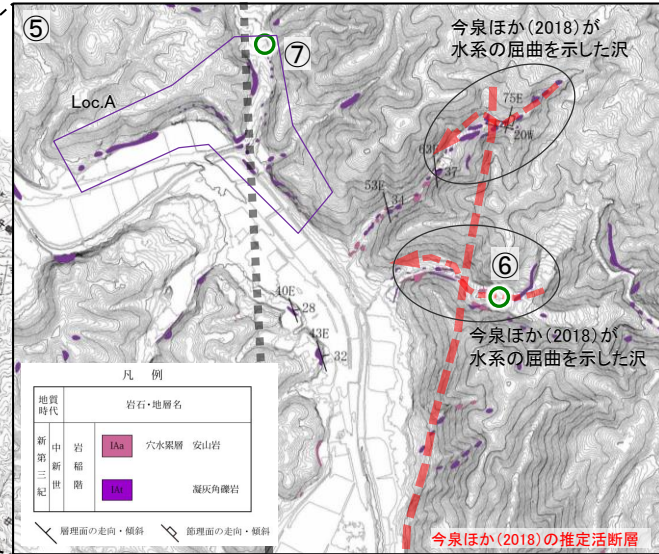 ⑤
⑦
今泉ほか(2018)が
水系の屈曲を示した沢
Loc.A
75E
20W
63E
37
53E
34
⑥
40E
28
43E
32
今泉ほか(2018)が
水系の屈曲を示した沢
凡 例
地質時代
岩石・地層名
新第三紀
中新世
岩稲階
IAa 穴水累層 安山岩
IAt 凝灰角礫岩
層理面の走向・傾斜 節理面の走向・傾斜
今泉ほか(2018)の推定活断層